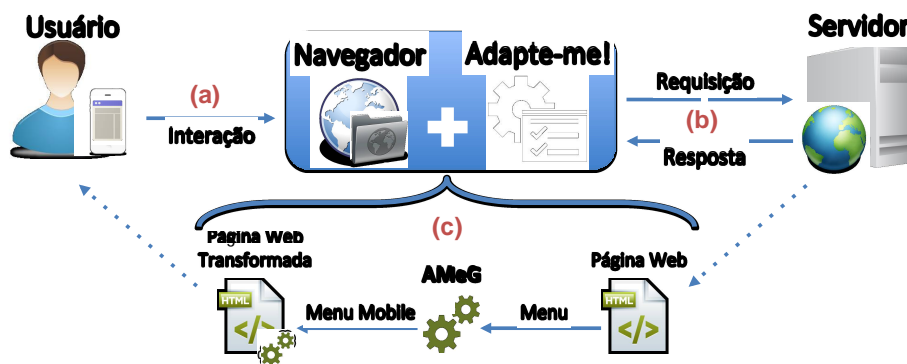 Usuário
Servidor
Navegador
Adapte-me!
(a)
Interação
Requisição
(b)
Resposta
(c)
Página Web
Transformada
Página Web
AMeG
HTML
</>
Menu Mobile
Menu
HTML
</>